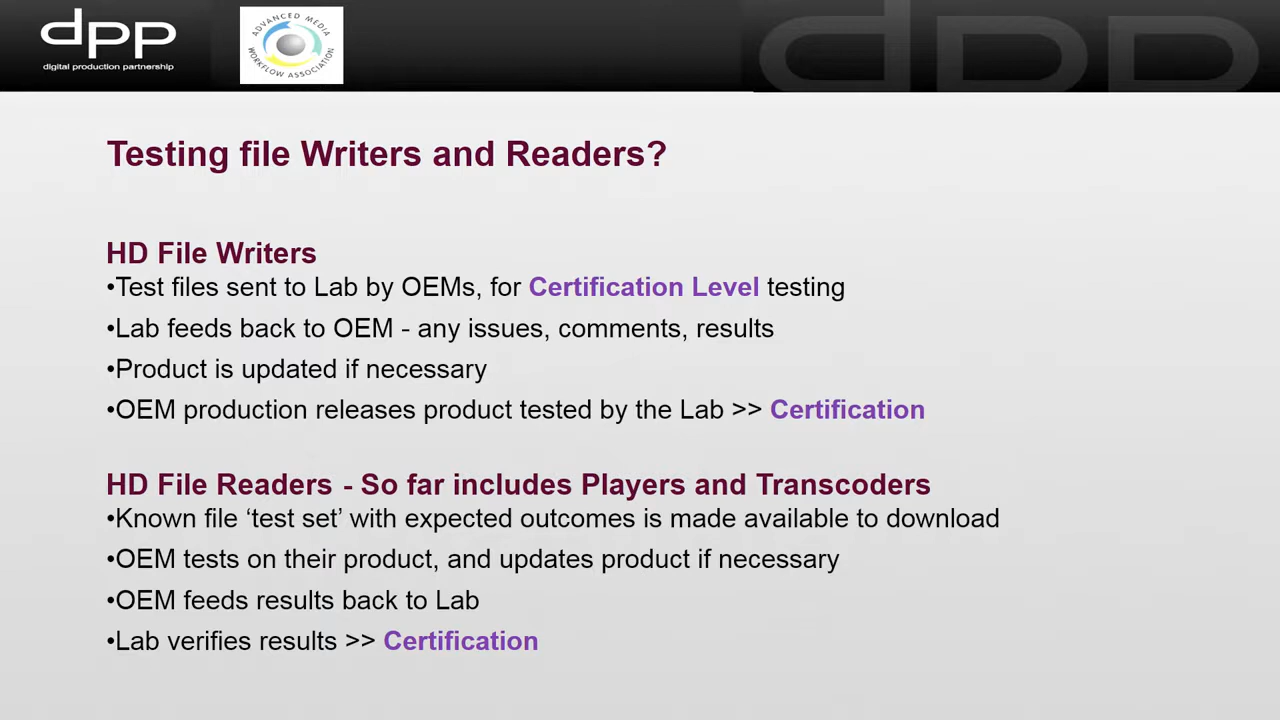 dpp
digital production partnership
ADVANCED MEDIA
WORKFLOW ASSOCIATION
dpp
Testing file Writers and Readers?
HD File Writers
•Test files sent to Lab by OEMs, for Certification Level testing
•Lab feeds back to OEM - any issues, comments, results
•Product is updated if necessary
•OEM production releases product tested by the Lab >> Certification
HD File Readers - So far includes Players and Transcoders
•Known file ‘test set’ with expected outcomes is made available to download
•OEM tests on their product, and updates product if necessary
•OEM feeds results back to Lab
•Lab verifies results >> Certification